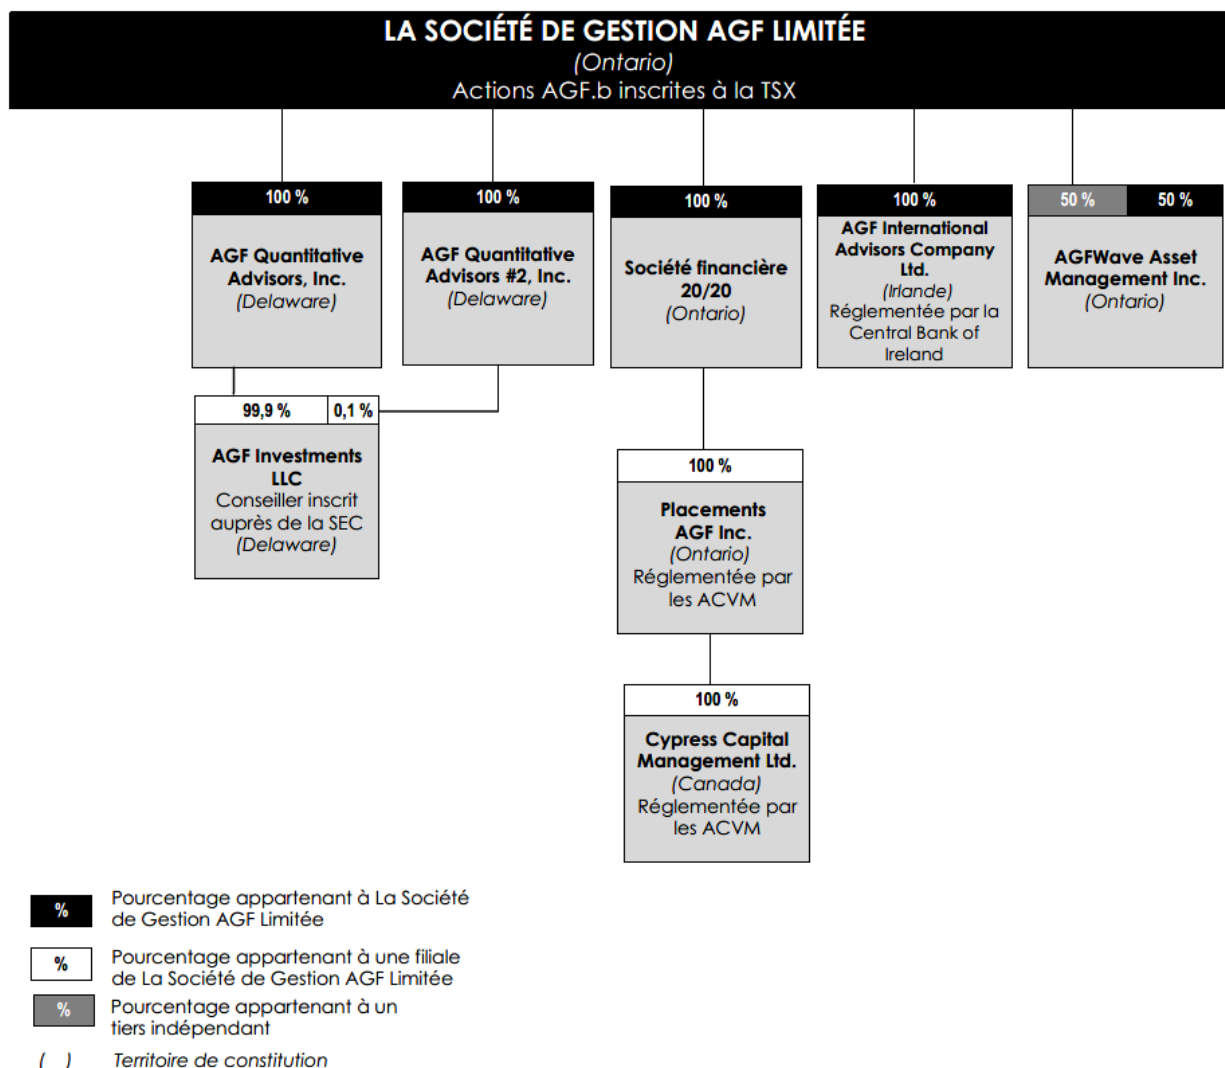 LA SOCIÉTÉ DE GESTION AGF LIMITÉE
(Ontario)
Actions AGF.b inscrites à la TSX
100 %
AGF Quantitative
Advisors, Inc.
(Delaware)
100 %
AGF Quantitative
Advisors #2, Inc.
(Delaware)
100 %
Société financière
20/20
(Ontario)
100 %
AGF International
Advisors Company
Ltd.
(Irlande)
Réglementée par la
Central Bank of
Ireland
50 % 50 %
AGFWave Asset
Management Inc.
(Ontario)
99,9 % 0,1 %
AGF Investments
LLC
Conseiller inscrit
auprès de la SEC
(Delaware)
100 %
Placements
AGF Inc.
(Ontario)
Réglementée par
les ACVM
100 %
Cypress Capital
Management Ltd.
(Canada)
Réglementée par
les ACVM
% Pourcentage appartenant à La Société
de Gestion AGF Limitée
% Pourcentage appartenant à une filiale
de La Société de Gestion AGF Limitée
% Pourcentage appartenant à un
tiers indépendant
( ) Territoire de constitution